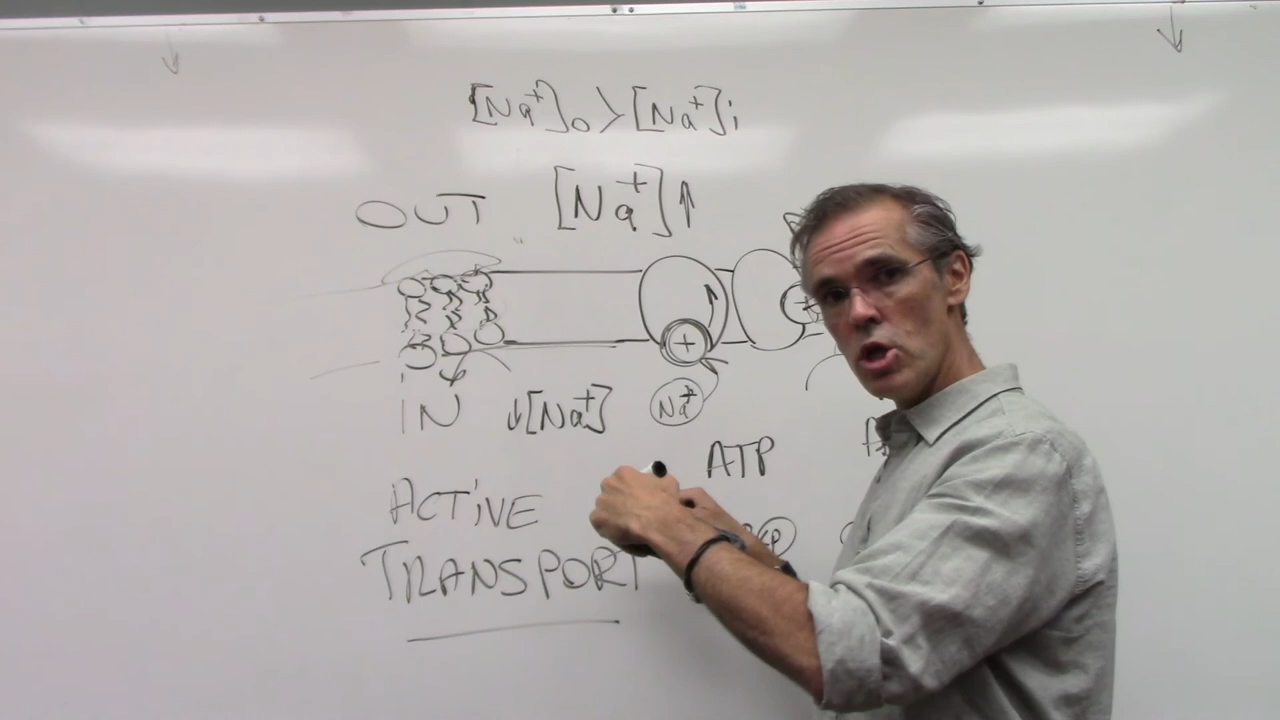 [Na⁺]o > [Na⁺]i
OUT [Na⁺]↑
+ +
IN ↓[Na⁺] Na⁺
ATP A
ACTIVE
P
TRANSPORT